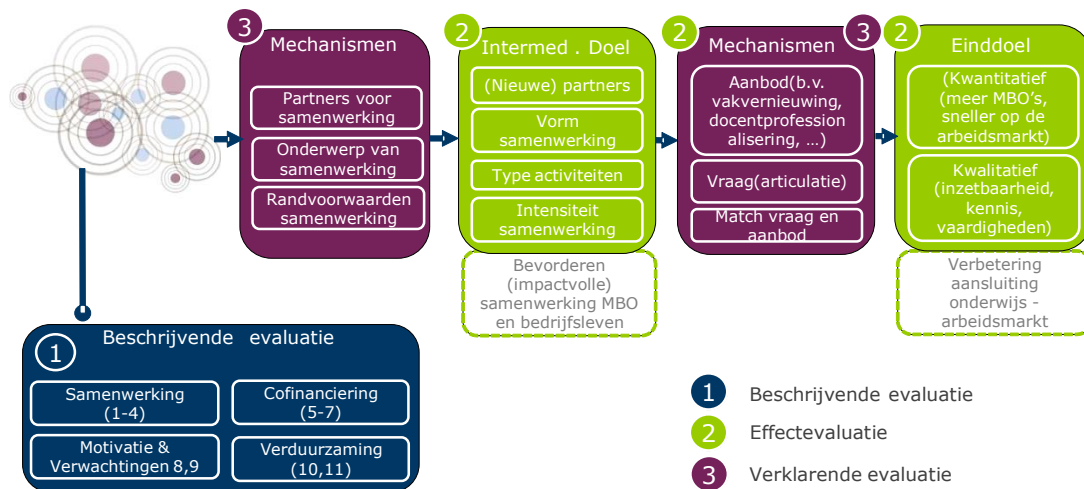 3
Mechanismen
Partners voor
samenwerking
Onderwerp van
samenwerking
Randvoorwaarden
samenwerking
2
Intermed . Doel
(Nieuwe) partners
Vorm
samenwerking
Type activiteiten
Intensiteit
samenwerking
Bevorderen
(impactvolle)
samenwerking MBO
en bedrijfsleven
2
Mechanismen
3
Aanbod(b.v.
vakvernieuwing,
docentprofession
alisering, ...)
Vraag(articulatie)
Match vraag en
aanbod
2
Einddoel
(Kwantitatief
(meer MBO's,
sneller op de
arbeidsmarkt)
Kwalitatief
(inzetbaarheid,
kennis,
vaardigheden)
Verbetering
aansluiting
onderwijs -
arbeidsmarkt
1
Beschrijvende evaluatie
Samenwerking
(1-4)
Cofinanciering
(5-7)
Motivatie &
Verwachtingen 8,9
Verduurzaming
(10,11)
1 Beschrijvende evaluatie
2 Effectevaluatie
3 Verklarende evaluatie